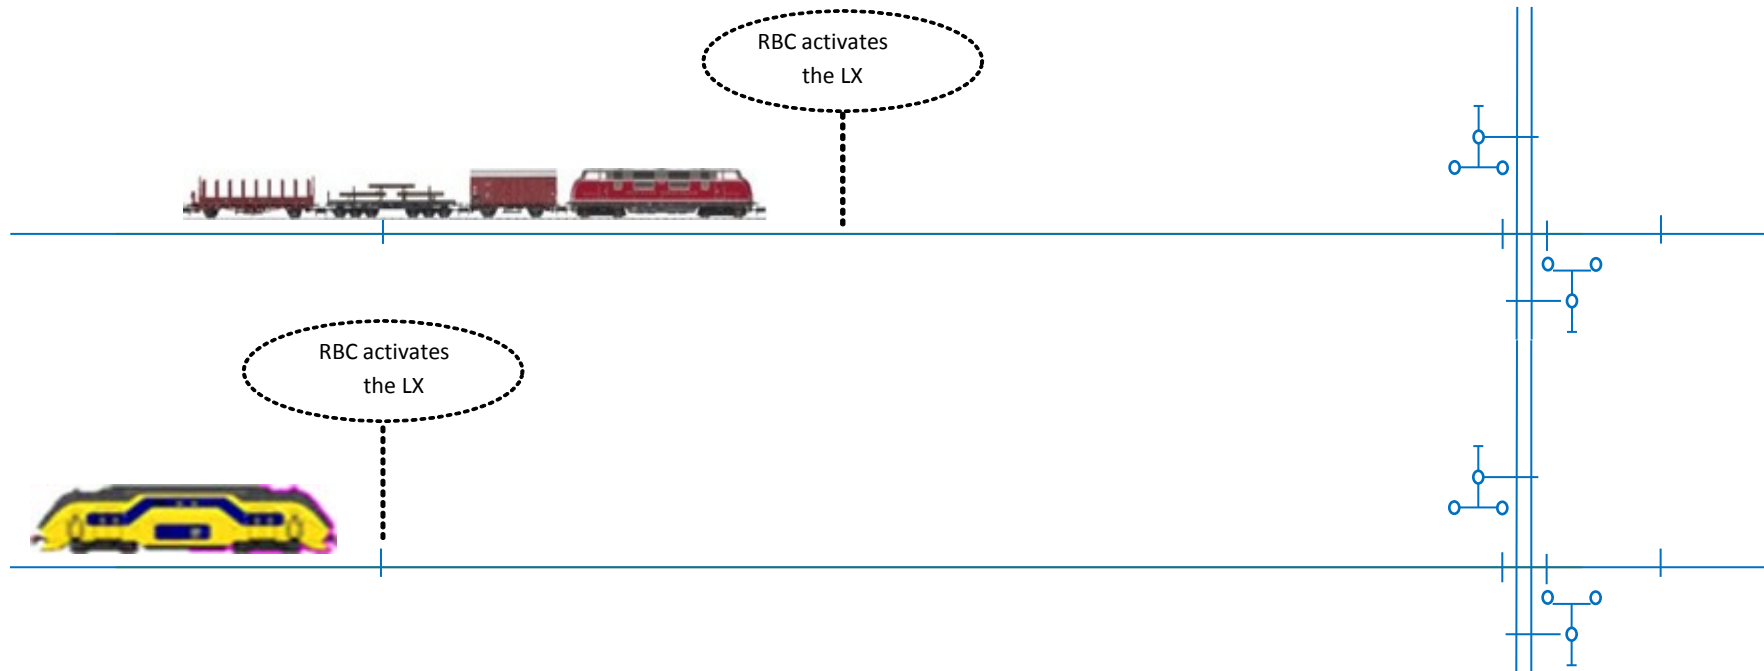 RBC activates
the LX
RBC activates
the LX